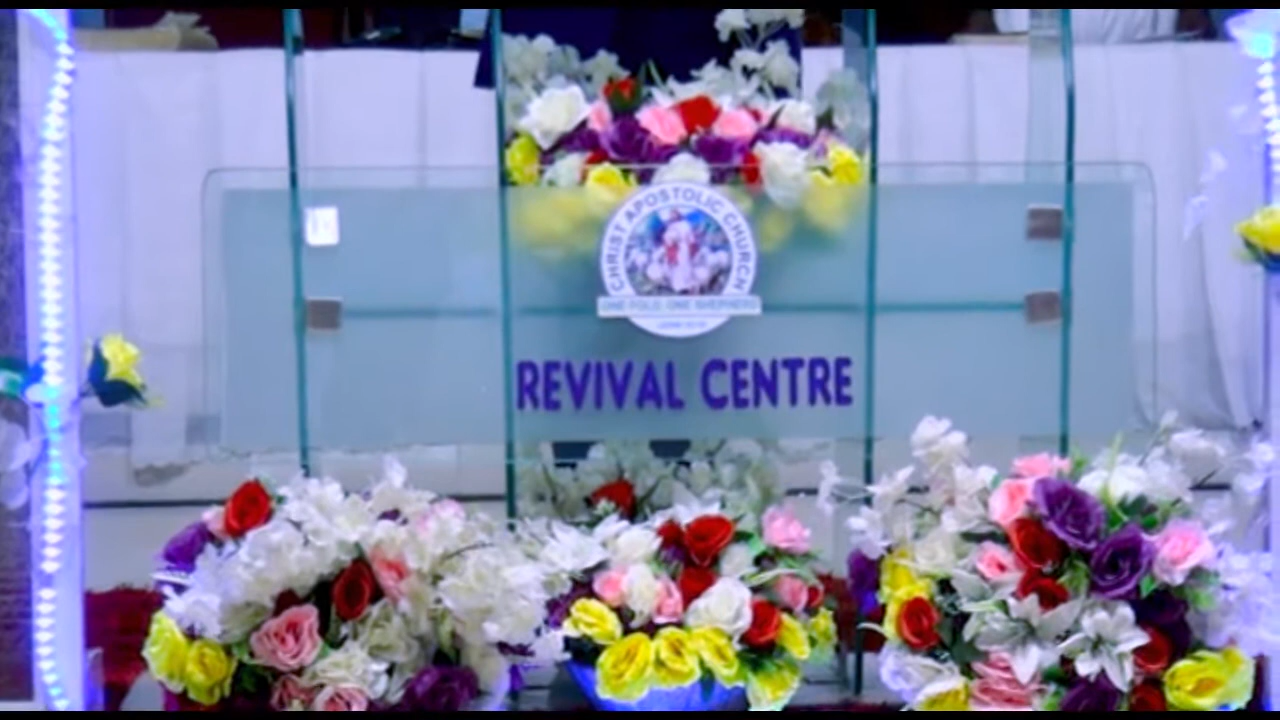 CHRIST APOSTOLIC CHURCH
ONE FOLD ONE SHEPHERD
REVIVAL CENTRE